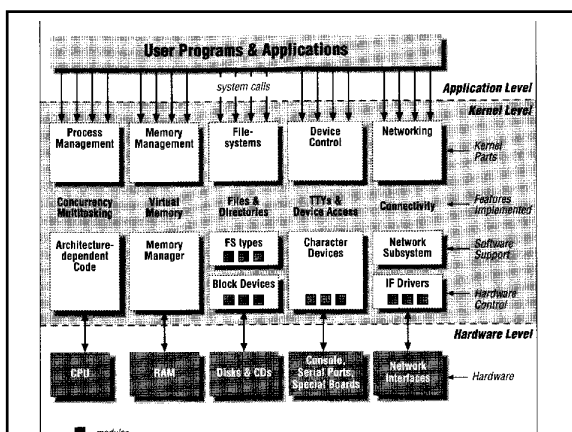 User Programs & Applications
system calls
Application Level
Kernel Level
Process
Management
Memory
Management
File-
systems
Device
Control
Networking
Kernel
Parts
Concurrency
Multitasking
Virtual
Memory
Files &
Directories
TTYs &
Device Access
Connectivity
Features
Implemented
Architecture-
dependent
Code
Memory
Manager
FS types
Block Devices
Character
Devices
Network
Subsystem
IF Drivers
Software
Support
Hardware
Control
Hardware Level
CPU
RAM
Disks & CDs
Console,
Serial Ports,
Special Boards
Network
Interfaces
Hardware